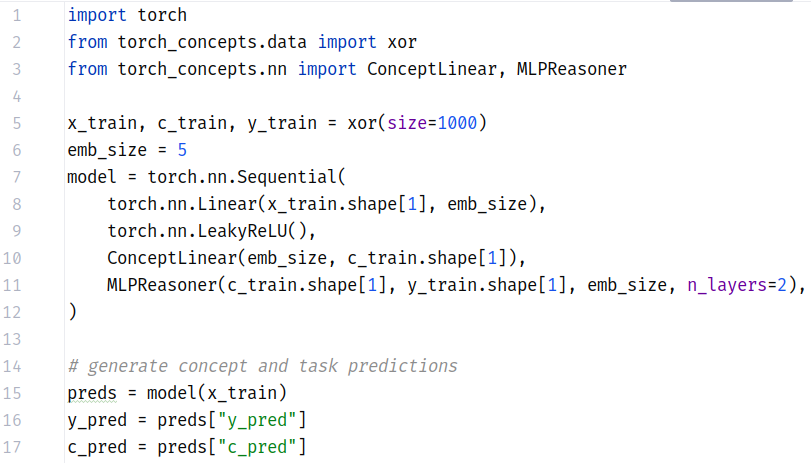 1 import torch
2 from torch_concepts.data import xor
3 from torch_concepts.nn import ConceptLinear, MLPReasoner
4
5 x_train, c_train, y_train = xor(size=1000)
6 emb_size = 5
7 model = torch.nn.Sequential(
8     torch.nn.Linear(x_train.shape[1], emb_size),
9     torch.nn.LeakyReLU(),
10     ConceptLinear(emb_size, c_train.shape[1]),
11     MLPReasoner(c_train.shape[1], y_train.shape[1], emb_size, n_layers=2),
12 )
13
14 # generate concept and task predictions
15 preds = model(x_train)
16 y_pred = preds["y_pred"]
17 c_pred = preds["c_pred"]